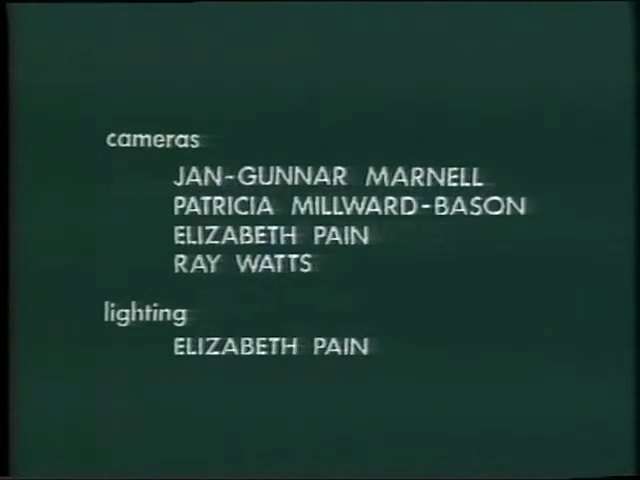 cameras
JAN-GUNNAR MARNELL
PATRICIA MILLWARD-BASON
ELIZABETH PAIN
RAY WATTS
lighting
ELIZABETH PAIN